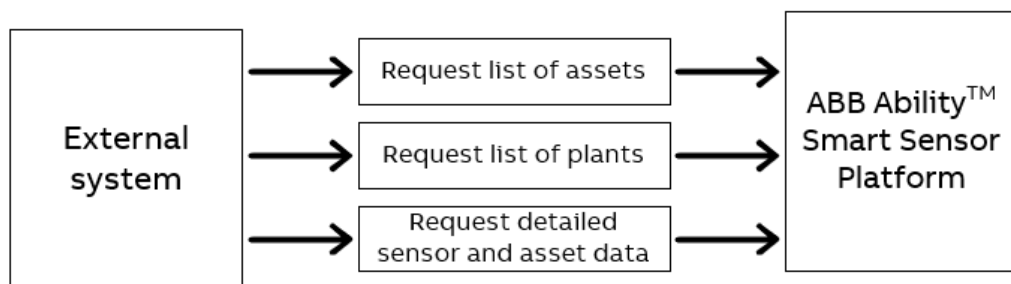 External
system
Request list of assets
Request list of plants
Request detailed
sensor and asset data
ABB Ability™
Smart Sensor
Platform